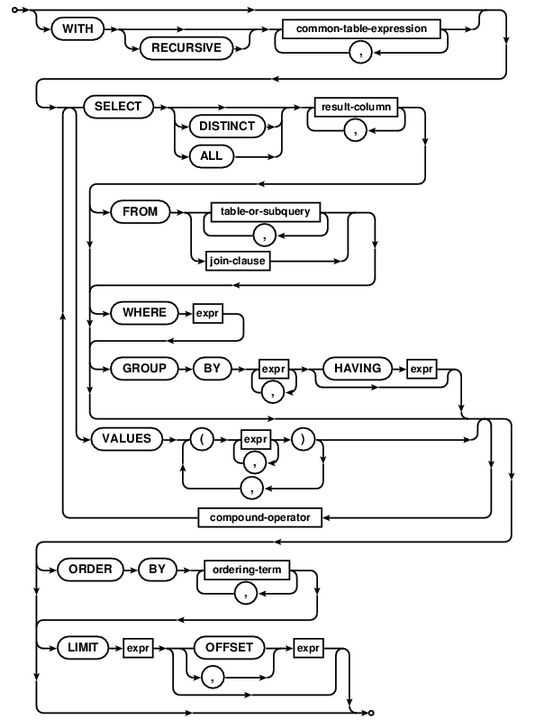 WITH
RECURSIVE
common-table-expression
,
SELECT
DISTINCT
ALL
result-column
,
FROM
table-or-subquery
,
join-clause
WHERE expr
GROUP BY expr HAVING expr
,
VALUES ( expr )
,
,
compound-operator
ORDER BY ordering-term
,
LIMIT expr OFFSET expr
,